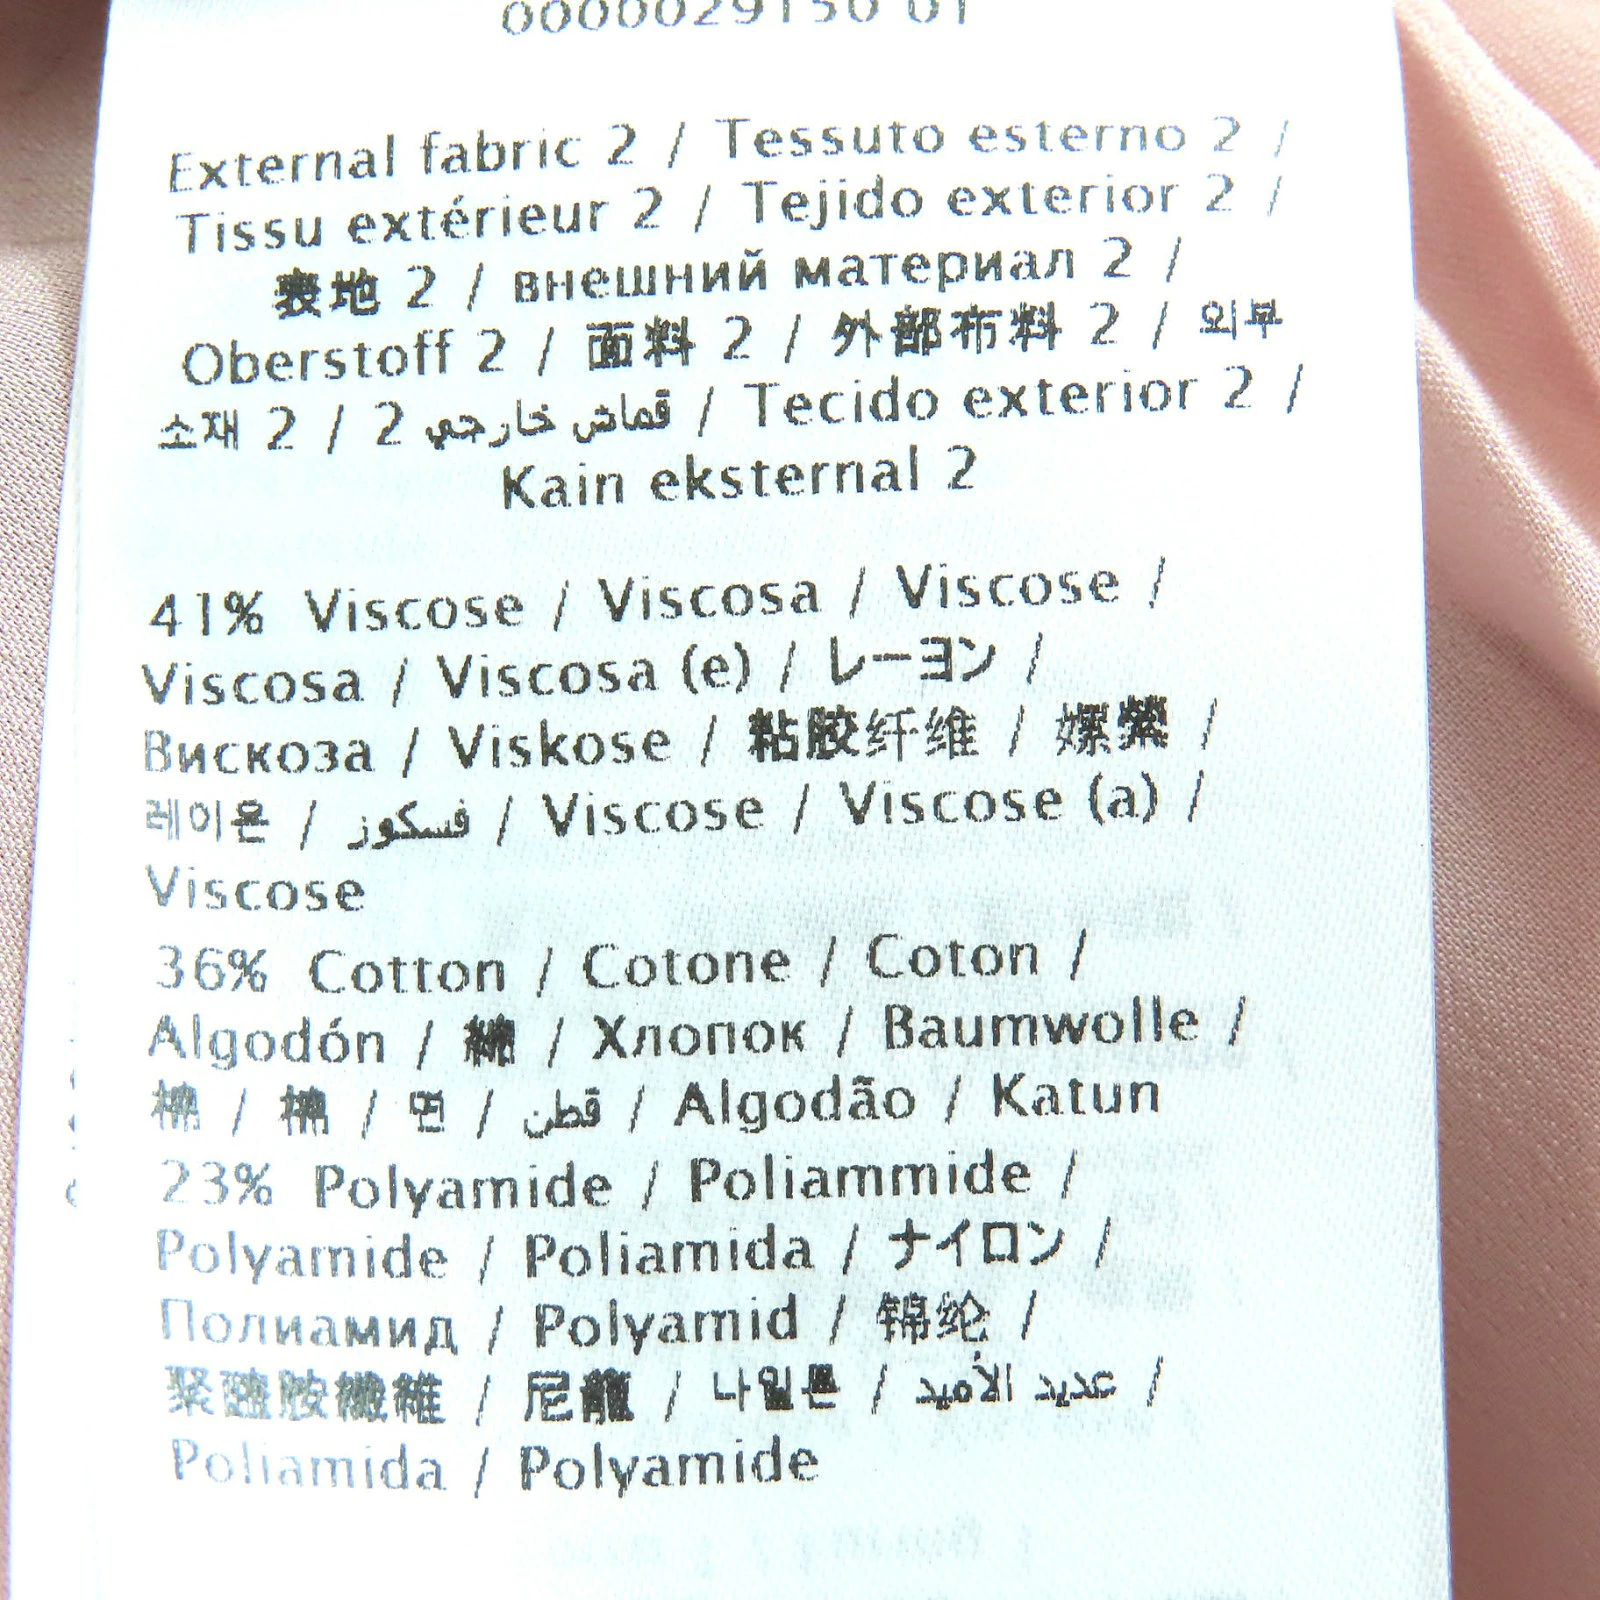 0000029150 01
External fabric 2 / Tessuto esterno 2 /
Tissu extérieur 2 / Tejido exterior 2 /
表地 2 / внешний материал 2 /
Oberstoff 2 / 面料 2 / 外部布料 2 / 외부
소재 2 / 2 قماش خارجي / Tecido exterior 2 /
Kain eksternal 2
41% Viscose / Viscosa / Viscose /
Viscosa / Viscosa (e) / レーヨン /
Вискоза / Viskose / 粘胶纤维 / 嫘縈 /
레이온 / فسكوز / Viscose / Viscose (a) /
Viscose
36% Cotton / Cotone / Coton /
Algodón / 綿 / Хлопок / Baumwolle /
棉 / 棉 / 면 / قطن / Algodão / Katun
23% Polyamide / Poliammide /
Polyamide / Poliamida / ナイロン /
Полиамид / Polyamid / 锦纶 /
聚醯胺纖維 / 尼龍 / 나일론 / عديد الأميد /
Poliamida / Polyamide